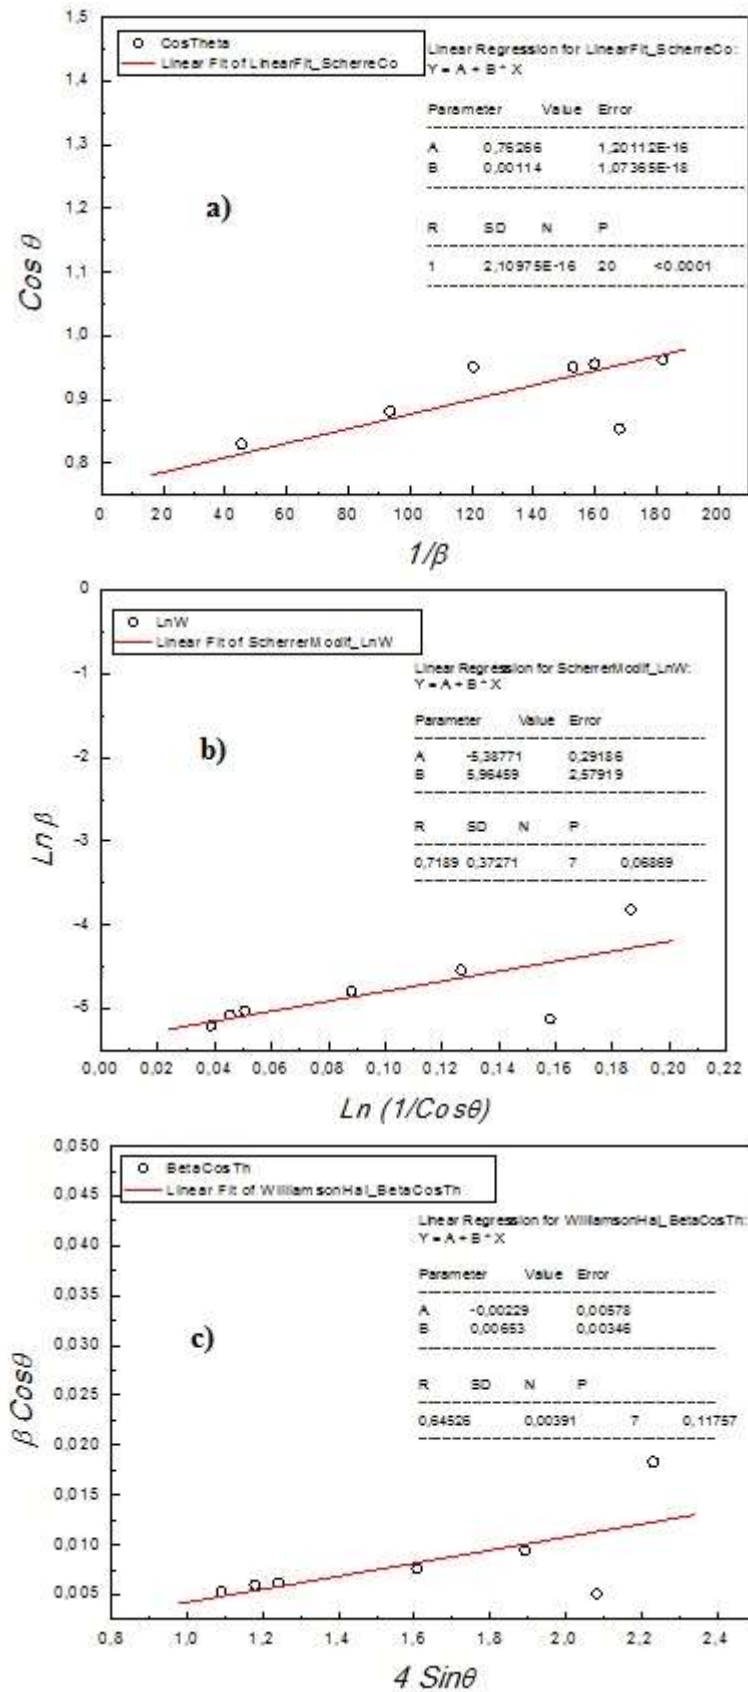 1,5
1,4
1,3
1,2
1,1
1,0
0,9
0,8
Cos θ
CosTheta
Linear Fit of LinearFit_ScherreCo
Linear Regression for LinearFit_ScherreCo:
Y = A + B * X
Parameter Value Error
A 0,76266 1,20112E-16
B 0,00114 1,07365E-18
R SD N P
1 2,10975E-16 20 <0,0001
a)
0 20 40 60 80 100 120 140 160 180 200
1/β
0
-1
-2
-3
-4
-5
Ln β
LnW
Linear Fit of ScherrerModif_LnW
Linear Regression for ScherrerModif_LnW:
Y = A + B * X
Parameter Value Error
A -5,38771 0,29186
B 5,96459 2,57919
R SD N P
0,7189 0,37271 7 0,06869
b)
0,00 0,02 0,04 0,06 0,08 0,10 0,12 0,14 0,16 0,18 0,20 0,22
Ln (1/Cosθ)
0,050
0,045
0,040
0,035
0,030
0,025
0,020
0,015
0,010
0,005
β Cosθ
BetaCosTh
Linear Fit of WilliamsonHal_BetaCosTh
Linear Regression for WilliamsonHal_BetaCosTh:
Y = A + B * X
Parameter Value Error
A -0,00229 0,00578
B 0,00653 0,00346
R SD N P
0,64526 0,00391 7 0,11757
c)
0,8 1,0 1,2 1,4 1,6 1,8 2,0 2,2 2,4
4 Sinθ